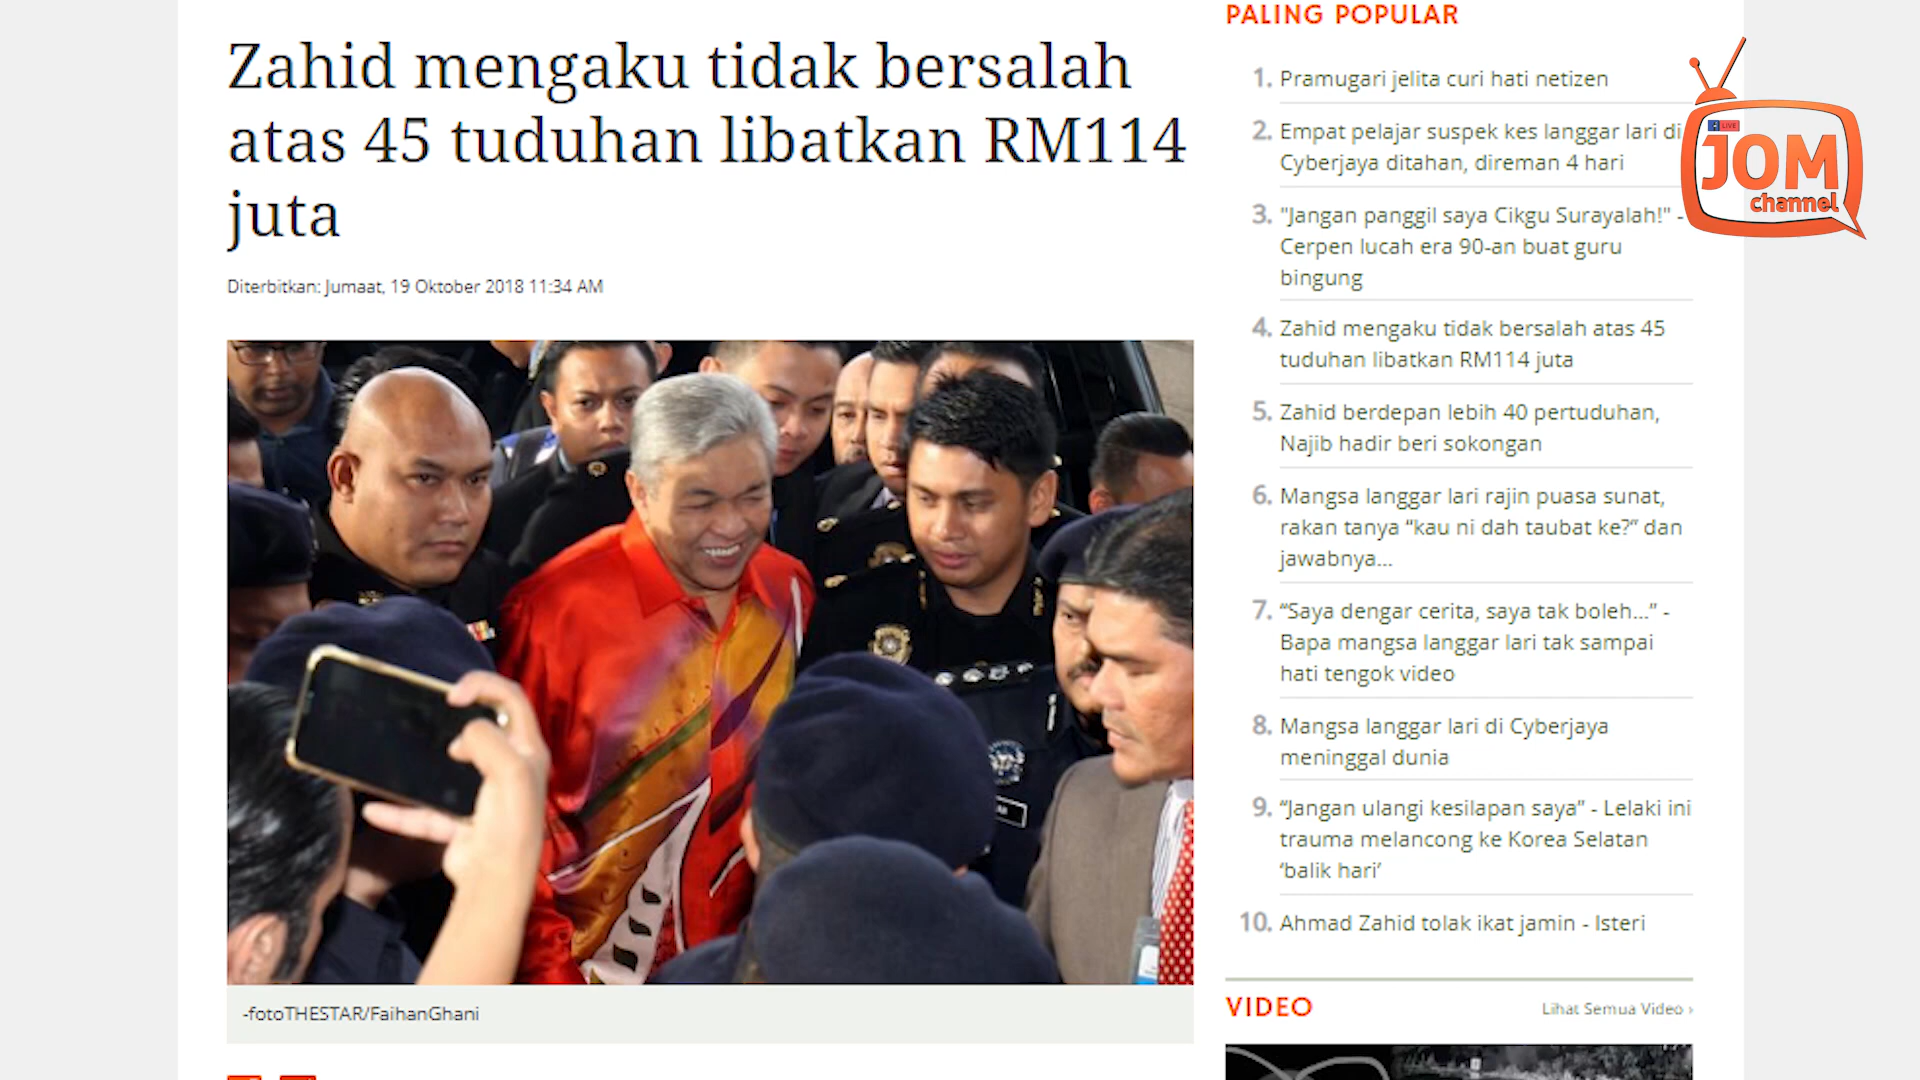 Zahid mengaku tidak bersalah
atas 45 tuduhan libatkan RM114
juta
Diterbitkan: Jumaat, 19 Oktober 2018 11:34 AM
-fotoTHESTAR/FaihanGhani
PALING POPULAR
1. Pramugari jelita curi hati netizen
2. Empat pelajar suspek kes langgar lari di
Cyberjaya ditahan, direman 4 hari
3. "Jangan panggil saya Cikgu Surayalah!" -
Cerpen lucah era 90-an buat guru
bingung
4. Zahid mengaku tidak bersalah atas 45
tuduhan libatkan RM114 juta
5. Zahid berdepan lebih 40 pertuduhan,
Najib hadir beri sokongan
6. Mangsa langgar lari rajin puasa sunat,
rakan tanya “kau ni dah taubat ke?” dan
jawabnya...
7. “Saya dengar cerita, saya tak boleh...” -
Bapa mangsa langgar lari tak sampai
hati tengok video
8. Mangsa langgar lari di Cyberjaya
meninggal dunia
9. “Jangan ulangi kesilapan saya” - Lelaki ini
trauma melancong ke Korea Selatan
‘balik hari’
10. Ahmad Zahid tolak ikat jamin - Isteri
VIDEO
Lihat Semua Video ›
LIVE
JOM
channel